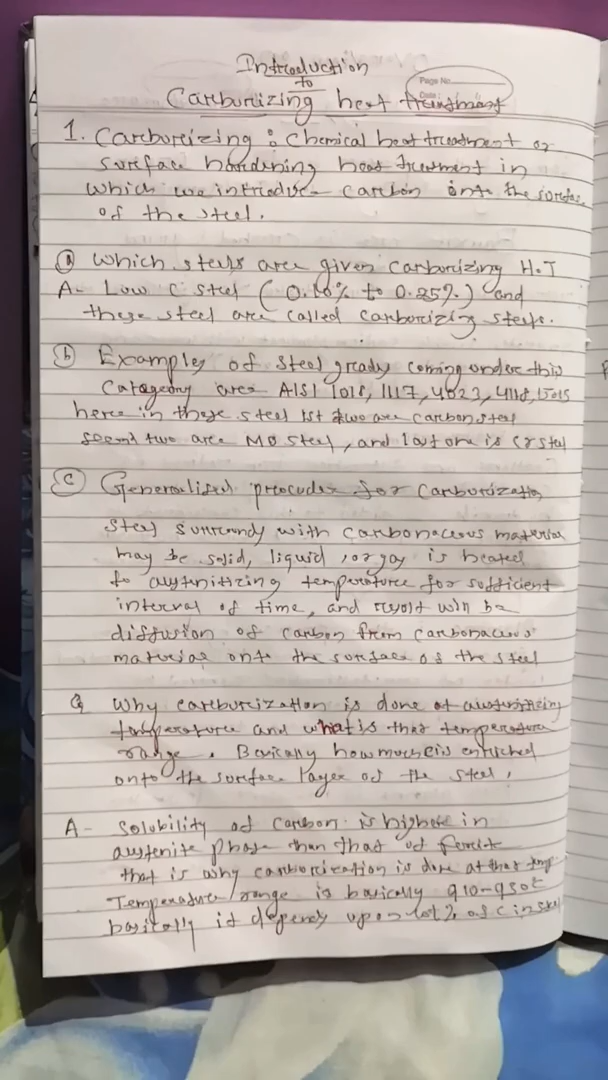 Introduction
to
Carburizing heat treatment
Page No.
Date:
1. Carburizing : Chemical heat treatment or
surface hardening heat treatment in
which we introduce carbon onto the surface
of the steel.
(a) which steels are given carburizing H.T
A- Low C steel (0.10% to 0.25%) and
these steel are called carburizing steels.
(b) Examples of steel grades coming under this
Catageory are AISI 1018, 1117, 4023, 4118, 5015
here in these steel 1st two are carbon steel
second two are MO steel, and last one is Cr steel
(c) Generalised procudex for Carburization
steel surroundy with carbonaceous material
may be solid, liquid, or gas is heated
to austenitizing temperature for sufficient
interval of time, and result will be
diffusion of carbon from carbonaceous
material onto the surface of the steel
Q Why carburization is done at austenitizing
temperature and what is that temperature
range. Basically how much is enriched
onto the surface layer of the steel,
A- Solubility of carbon is higher in
austenite phase than that of ferrite
that is why carburization is done at that temp
Temperature range is basically 910-950°C
basically it depends upon wt% of C in steel